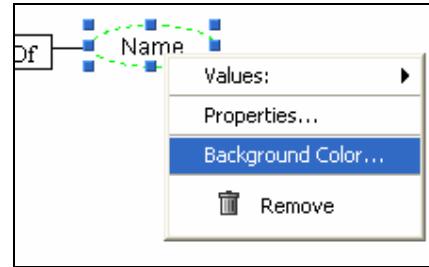 Of
Name
Values:
Properties...
Background Color...
Remove